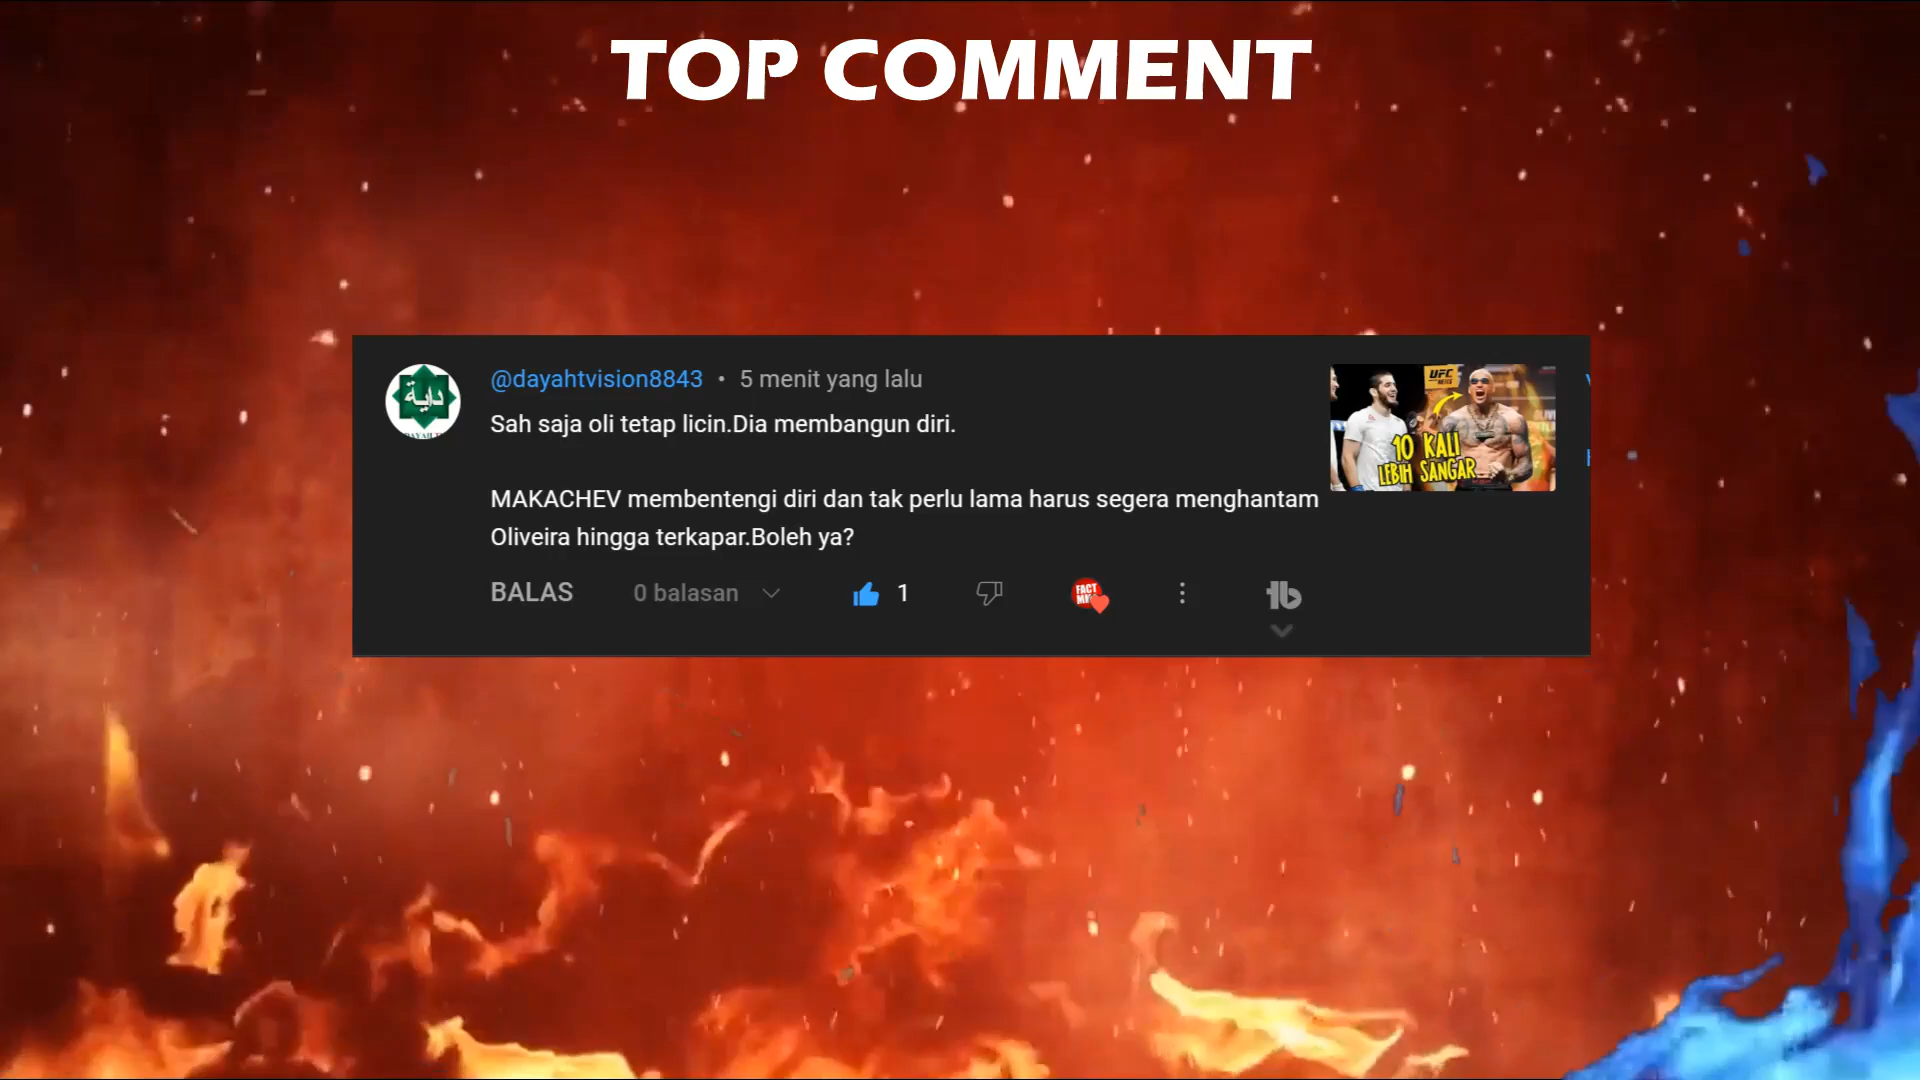 TOP COMMENT
@dayahtvision8843 • 5 menit yang lalu
Sah saja oli tetap licin.Dia membangun diri.
MAKACHEV membentengi diri dan tak perlu lama harus segera menghantam
Oliveira hingga terkapar.Boleh ya?
BALAS 0 balasan 1
داية
UFC
10 KALI
LEBIH SANGAR
FACT